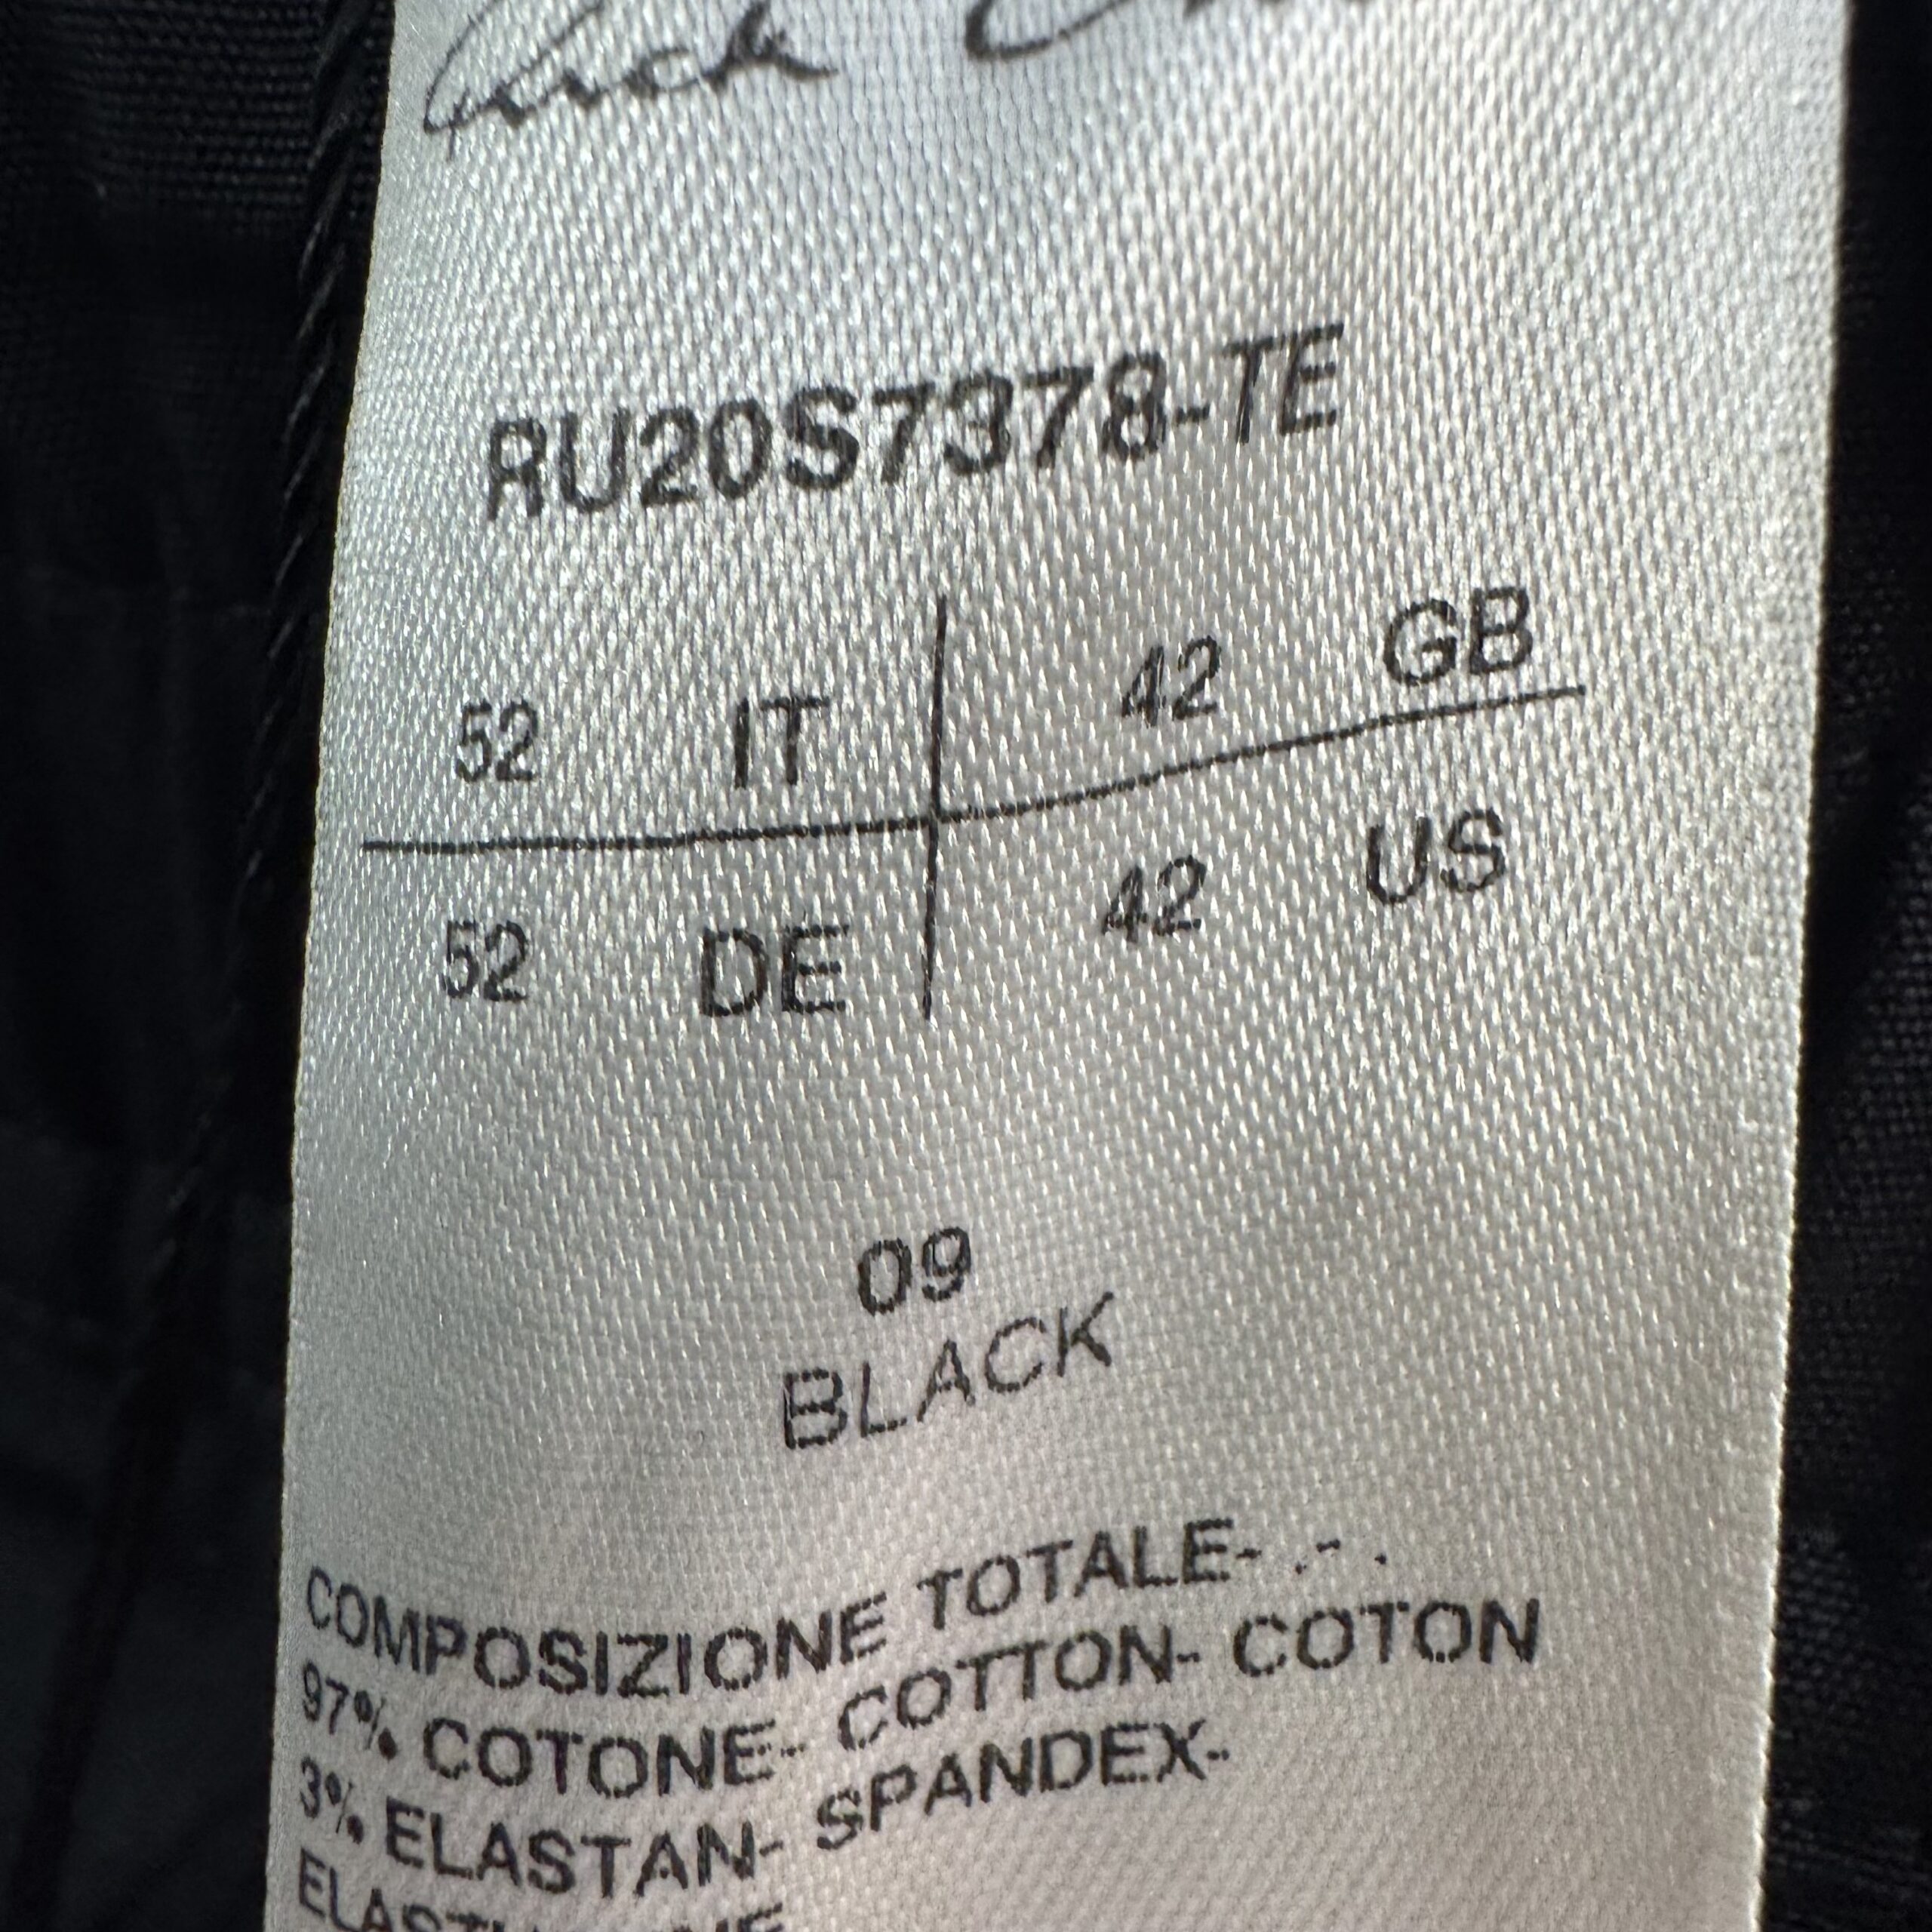 Rick
RU20S7378-TE
52 IT 42 GB
52 DE 42 US
09
BLACK
COMPOSIZIONE TOTALE- .- .
97% COTONE- COTTON- COTON
3% ELASTAN- SPANDEX-